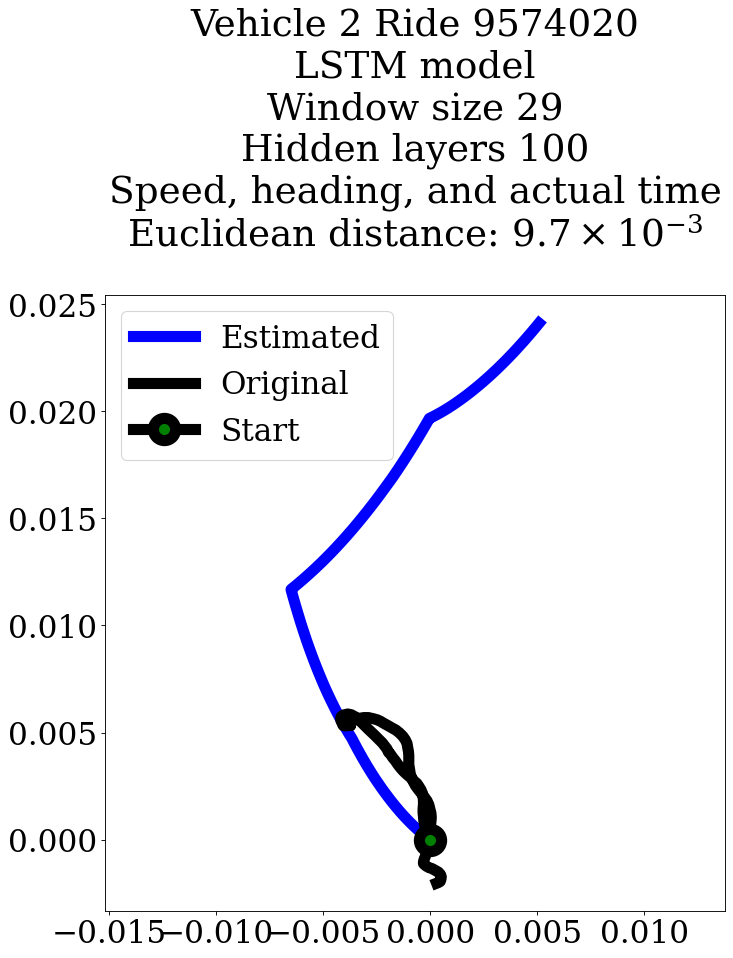 Vehicle 2 Ride 9574020
LSTM model
Window size 29
Hidden layers 100
Speed, heading, and actual time
Euclidean distance: 9.7 × 10⁻³
Estimated
Original
Start
0.025
0.020
0.015
0.010
0.005
0.000
−0.015 −0.010 −0.005 0.000 0.005 0.010